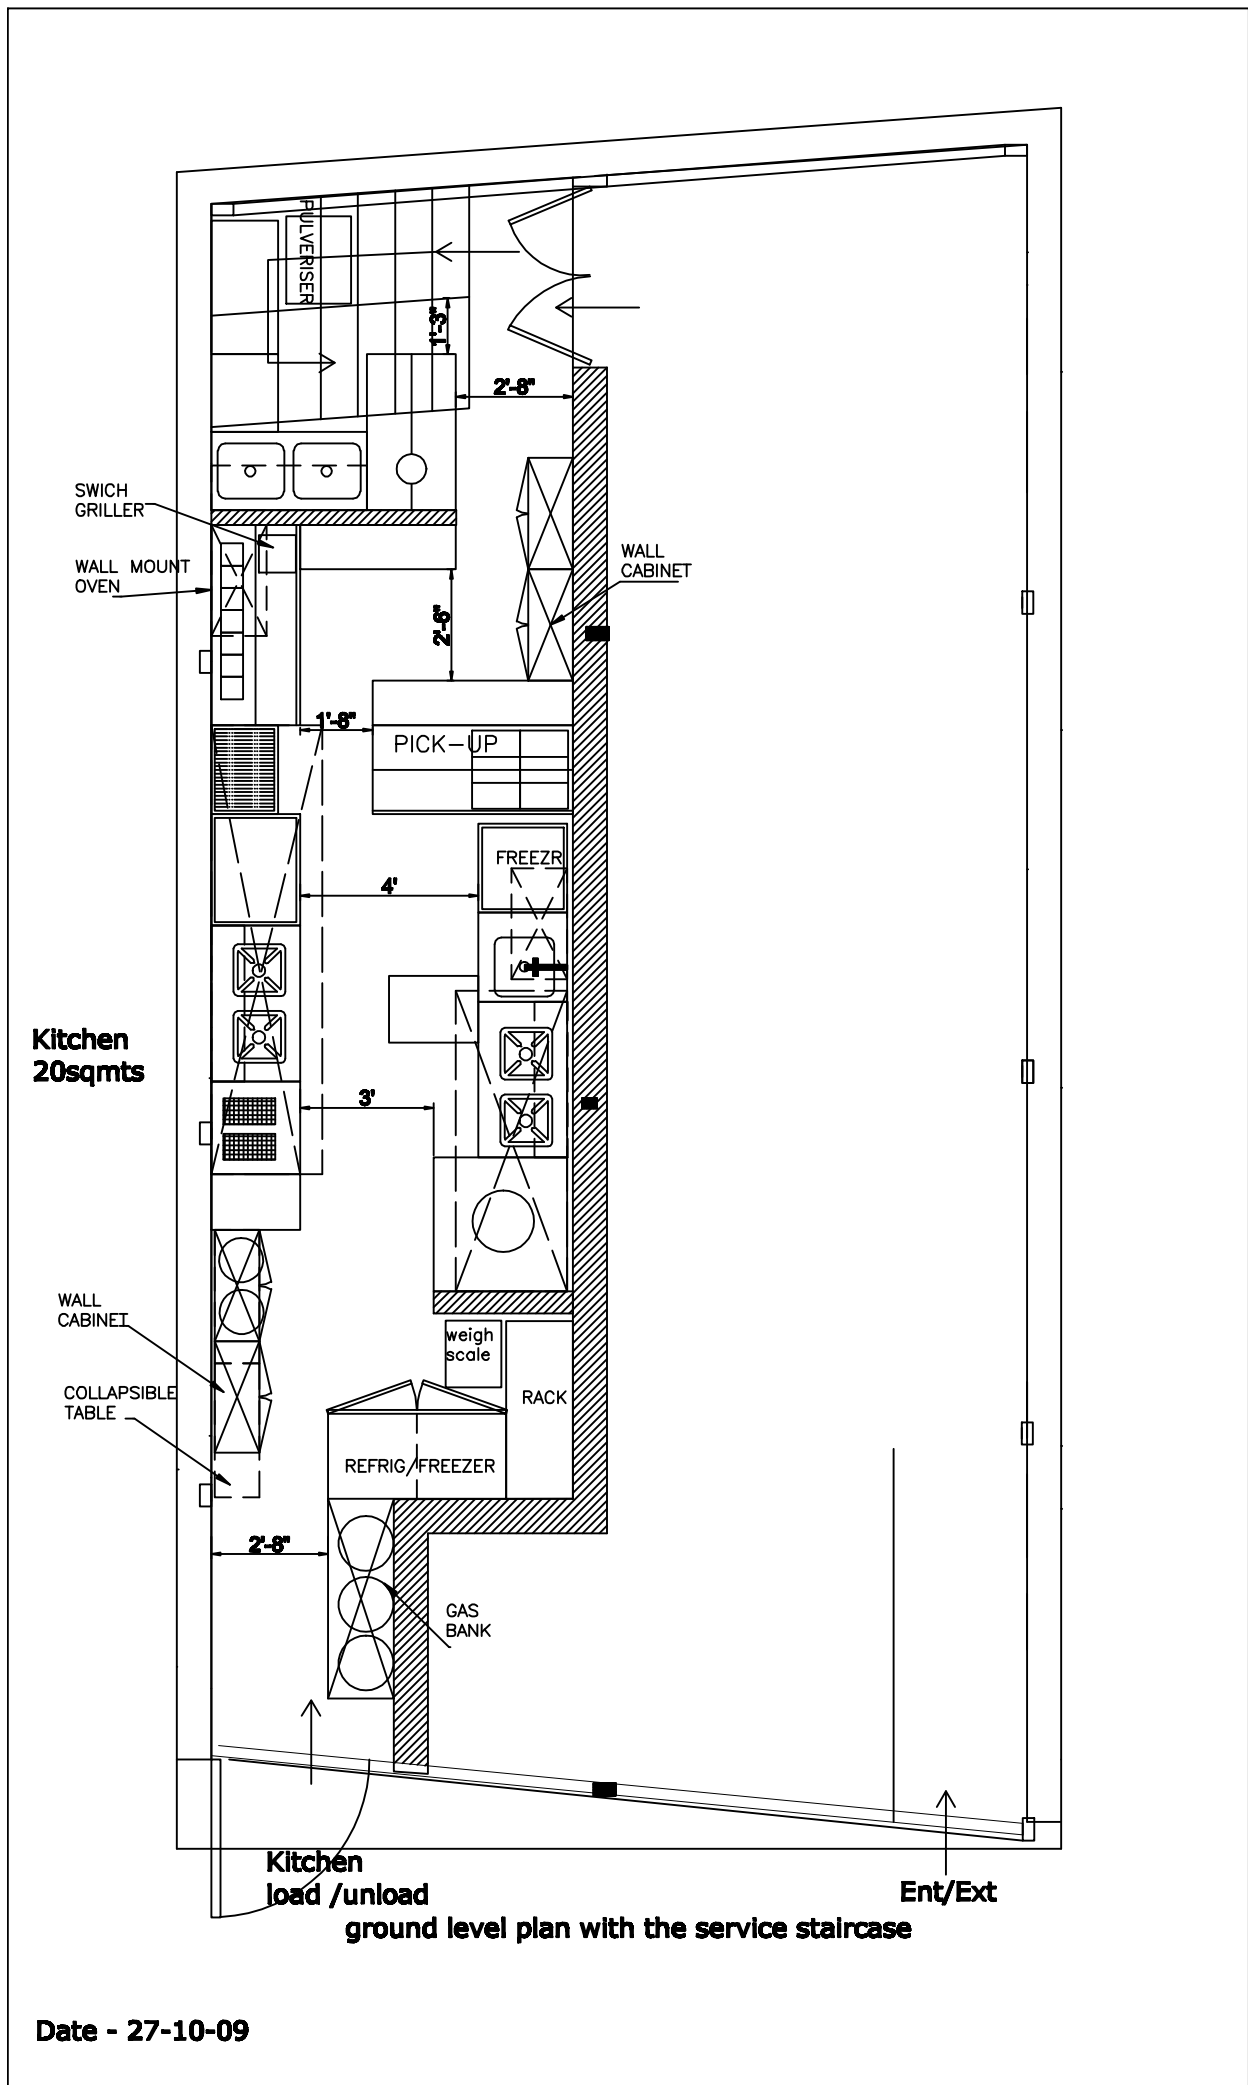 PULVERISER
1'-3"
2'-8"
SWICH
GRILLER
WALL MOUNT
OVEN
WALL
CABINET
2'-6"
1'-8"
PICK-UP
FREEZR
4'
Kitchen
20sqmts
3'
WALL
CABINET
weigh
scale
COLLAPSIBLE
TABLE
RACK
REFRIG/FREEZER
2'-8"
GAS
BANK
Kitchen
load /unload
Ent/Ext
ground level plan with the service staircase
Date - 27-10-09